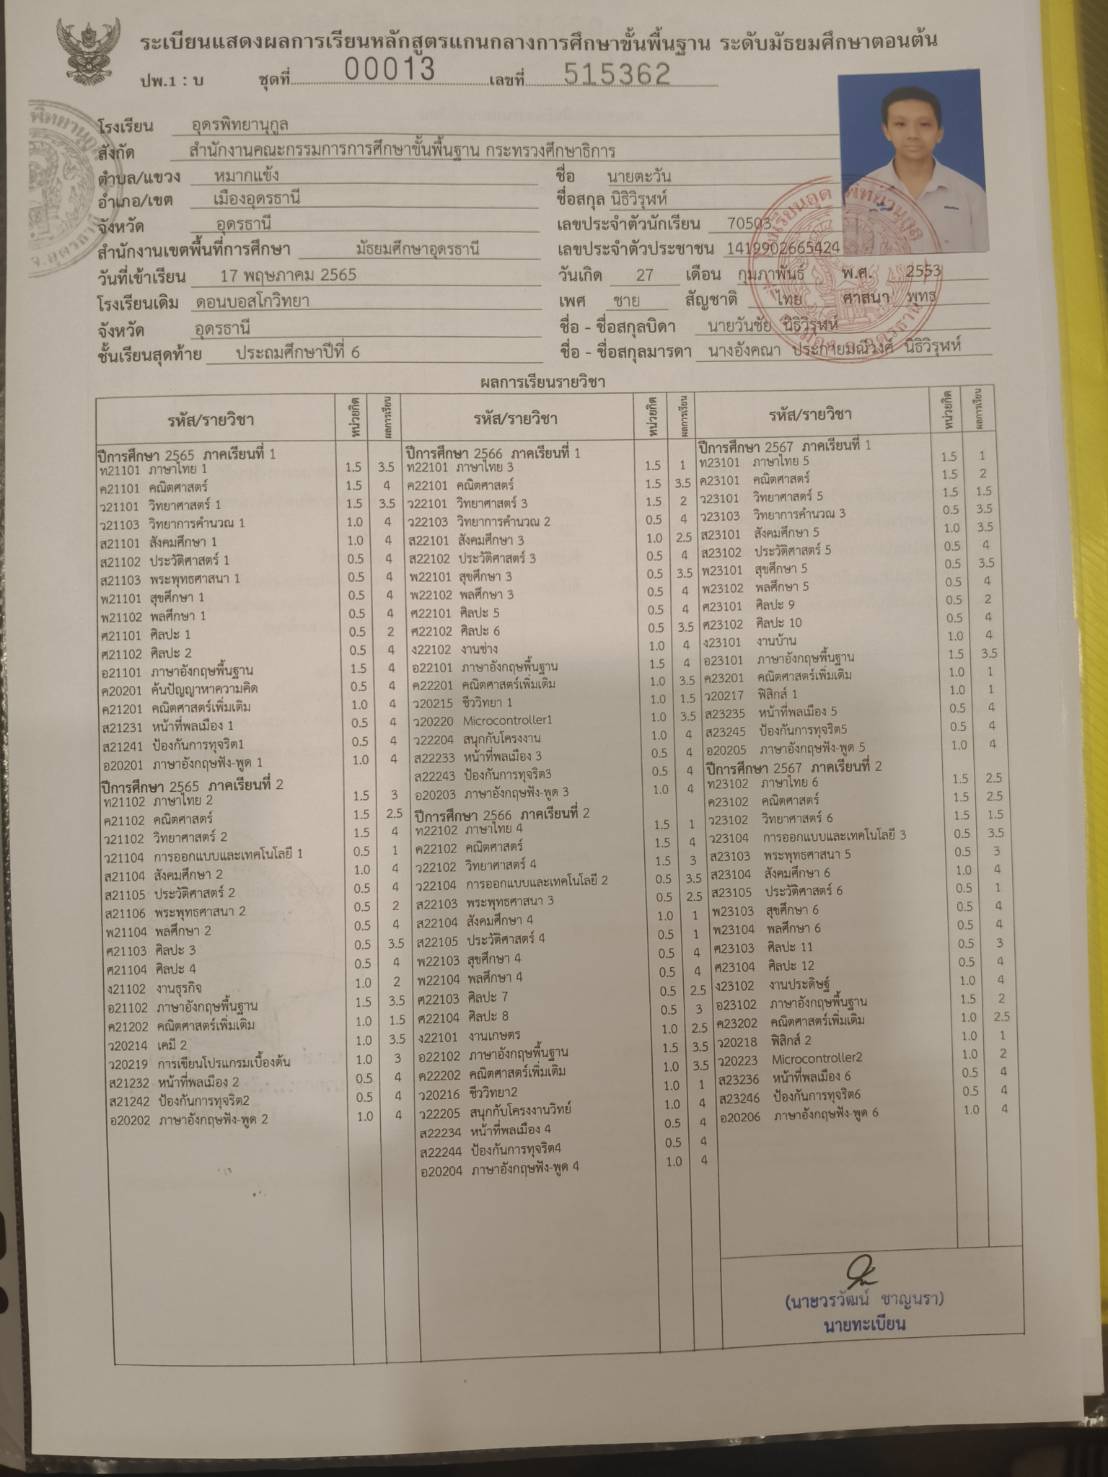 ระเบียนแสดงผลการเรียนหลักสูตรแกนกลางการศึกษาขั้นพื้นฐาน ระดับมัธยมศึกษาตอนต้น
ปพ.1 : บ ชุดที่ 00013 เลขที่ 515362
โรงเรียน อุดรพิทยานุกูล
สังกัด สำนักงานคณะกรรมการการศึกษาขั้นพื้นฐาน กระทรวงศึกษาธิการ
ตำบล/แขวง หมากแข้ง
อำเภอ/เขต เมืองอุดรธานี
จังหวัด อุดรธานี
สำนักงานเขตพื้นที่การศึกษา มัธยมศึกษาอุดรธานี
วันที่เข้าเรียน 17 พฤษภาคม 2565
โรงเรียนเดิม ดอนบอสโกวิทยา
จังหวัด อุดรธานี
ชั้นเรียนสุดท้าย ประถมศึกษาปีที่ 6
ชื่อ นายตะวัน
ชื่อสกุล นิธิวิรุฬห์
เลขประจำตัวนักเรียน 70503
เลขประจำตัวประชาชน 1419902665424
วันเกิด 27 เดือน กุมภาพันธ์ พ.ศ. 2553
เพศ ชาย สัญชาติ ไทย ศาสนา พุทธ
ชื่อ - ชื่อสกุลบิดา นายวันชัย นิธิวิรุฬห์
ชื่อ - ชื่อสกุลมารดา นางอังคณา ประกายมณีวงศ์ นิธิวิรุฬห์
ผลการเรียนรายวิชา
รหัส/รายวิชา หน่วยกิต ผลการเรียน
ปีการศึกษา 2565 ภาคเรียนที่ 1
ท21101 ภาษาไทย 1 1.5 3.5
ค21101 คณิตศาสตร์ 1.5 4
ว21101 วิทยาศาสตร์ 1 1.5 3.5
ว21103 วิทยาการคำนวณ 1 1.0 4
ส21101 สังคมศึกษา 1 1.0 4
ส21102 ประวัติศาสตร์ 1 0.5 4
ส21103 พระพุทธศาสนา 1 0.5 4
พ21101 สุขศึกษา 1 0.5 4
พ21102 พลศึกษา 1 0.5 4
ศ21101 ศิลปะ 1 0.5 2
ศ21102 ศิลปะ 2 0.5 4
อ21101 ภาษาอังกฤษพื้นฐาน 1.5 4
ค20201 ค้นปัญญาหาความคิด 0.5 4
ค21201 คณิตศาสตร์เพิ่มเติม 1.0 4
ส21231 หน้าที่พลเมือง 1 0.5 4
ส21241 ป้องกันการทุจริต1 0.5 4
อ20201 ภาษาอังกฤษฟัง-พูด 1 1.0 4
ปีการศึกษา 2565 ภาคเรียนที่ 2
ท21102 ภาษาไทย 2 1.5 3
ค21102 คณิตศาสตร์ 1.5 2.5
ว21102 วิทยาศาสตร์ 2 1.5 4
ว21104 การออกแบบและเทคโนโลยี 1 0.5 1
ส21104 สังคมศึกษา 2 1.0 4
ส21105 ประวัติศาสตร์ 2 0.5 4
ส21106 พระพุทธศาสนา 2 0.5 2
พ21104 พลศึกษา 2 0.5 4
ศ21103 ศิลปะ 3 0.5 3.5
ศ21104 ศิลปะ 4 0.5 4
ง21102 งานธุรกิจ 1.0 2
อ21102 ภาษาอังกฤษพื้นฐาน 1.5 3.5
ค21202 คณิตศาสตร์เพิ่มเติม 1.0 1.5
ว20214 เคมี 2 1.0 3.5
ว20219 การเขียนโปรแกรมเบื้องต้น 1.0 3
ส21232 หน้าที่พลเมือง 2 0.5 4
ส21242 ป้องกันการทุจริต2 0.5 4
อ20202 ภาษาอังกฤษฟัง-พูด 2 1.0 4
รหัส/รายวิชา หน่วยกิต ผลการเรียน
ปีการศึกษา 2566 ภาคเรียนที่ 1
ท22101 ภาษาไทย 3 1.5 1
ค22101 คณิตศาสตร์ 1.5 3.5
ว22101 วิทยาศาสตร์ 3 1.5 2
ว22103 วิทยาการคำนวณ 2 0.5 4
ส22101 สังคมศึกษา 3 1.0 2.5
ส22102 ประวัติศาสตร์ 3 0.5 4
พ22101 สุขศึกษา 3 0.5 3.5
พ22102 พลศึกษา 3 0.5 4
ศ22101 ศิลปะ 5 0.5 4
ศ22102 ศิลปะ 6 0.5 3.5
ง22102 งานช่าง 1.0 4
อ22101 ภาษาอังกฤษพื้นฐาน 1.5 4
ค22201 คณิตศาสตร์เพิ่มเติม 1.0 3.5
ว20215 ชีววิทยา 1 1.0 1.5
ว20220 Microcontroller1 1.0 3.5
ว22204 สนุกกับโครงงาน 1.0 4
ส22233 หน้าที่พลเมือง 3 0.5 4
ส22243 ป้องกันการทุจริต3 0.5 4
อ20203 ภาษาอังกฤษฟัง-พูด 3 1.0 4
ปีการศึกษา 2566 ภาคเรียนที่ 2
ท22102 ภาษาไทย 4 1.5 1
ค22102 คณิตศาสตร์ 1.5 4
ว22102 วิทยาศาสตร์ 4 1.5 3
ว22104 การออกแบบและเทคโนโลยี 2 0.5 3.5
ส22103 พระพุทธศาสนา 3 0.5 2.5
ส22104 สังคมศึกษา 4 1.0 1
ส22105 ประวัติศาสตร์ 4 0.5 1
พ22103 สุขศึกษา 4 0.5 4
พ22104 พลศึกษา 4 0.5 4
ศ22103 ศิลปะ 7 0.5 2.5
ศ22104 ศิลปะ 8 0.5 3
ง22101 งานเกษตร 1.0 2.5
อ22102 ภาษาอังกฤษพื้นฐาน 1.5 3.5
ค22202 คณิตศาสตร์เพิ่มเติม 1.0 3.5
ว20216 ชีววิทยา2 1.0 1
ว22205 สนุกกับโครงงานวิทย์ 1.0 4
ส22234 หน้าที่พลเมือง 4 0.5 4
ส22244 ป้องกันการทุจริต4 0.5 4
อ20204 ภาษาอังกฤษฟัง-พูด 4 1.0 4
รหัส/รายวิชา หน่วยกิต ผลการเรียน
ปีการศึกษา 2567 ภาคเรียนที่ 1
ท23101 ภาษาไทย 5 1.5 1
ค23101 คณิตศาสตร์ 1.5 2
ว23101 วิทยาศาสตร์ 5 1.5 1.5
ว23103 วิทยาการคำนวณ 3 0.5 3.5
ส23101 สังคมศึกษา 5 1.0 3.5
ส23102 ประวัติศาสตร์ 5 0.5 4
พ23101 สุขศึกษา 5 0.5 3.5
พ23102 พลศึกษา 5 0.5 4
ศ23101 ศิลปะ 9 0.5 2
ศ23102 ศิลปะ 10 0.5 4
ง23101 งานบ้าน 1.0 4
อ23101 ภาษาอังกฤษพื้นฐาน 1.5 3.5
ค23201 คณิตศาสตร์เพิ่มเติม 1.0 1
ว20217 ฟิสิกส์ 1 1.0 1
ส23235 หน้าที่พลเมือง 5 0.5 4
ส23245 ป้องกันการทุจริต5 0.5 4
อ20205 ภาษาอังกฤษฟัง-พูด 5 1.0 4
ปีการศึกษา 2567 ภาคเรียนที่ 2
ท23102 ภาษาไทย 6 1.5 2.5
ค23102 คณิตศาสตร์ 1.5 2.5
ว23102 วิทยาศาสตร์ 6 1.5 1.5
ว23104 การออกแบบและเทคโนโลยี 3 0.5 3.5
ส23103 พระพุทธศาสนา 5 0.5 3
ส23104 สังคมศึกษา 6 1.0 4
ส23105 ประวัติศาสตร์ 6 0.5 1
พ23103 สุขศึกษา 6 0.5 4
พ23104 พลศึกษา 6 0.5 4
ศ23103 ศิลปะ 11 0.5 3
ศ23104 ศิลปะ 12 0.5 4
ง23102 งานประดิษฐ์ 1.0 4
อ23102 ภาษาอังกฤษพื้นฐาน 1.5 2
ค23202 คณิตศาสตร์เพิ่มเติม 1.0 2.5
ว20218 ฟิสิกส์ 2 1.0 1
ว20223 Microcontroller2 1.0 2
ส23236 หน้าที่พลเมือง 6 0.5 4
ส23246 ป้องกันการทุจริต6 0.5 4
อ20206 ภาษาอังกฤษฟัง-พูด 6 1.0 4
(นายวรวัฒน์ ชาญนรา)
นายทะเบียน